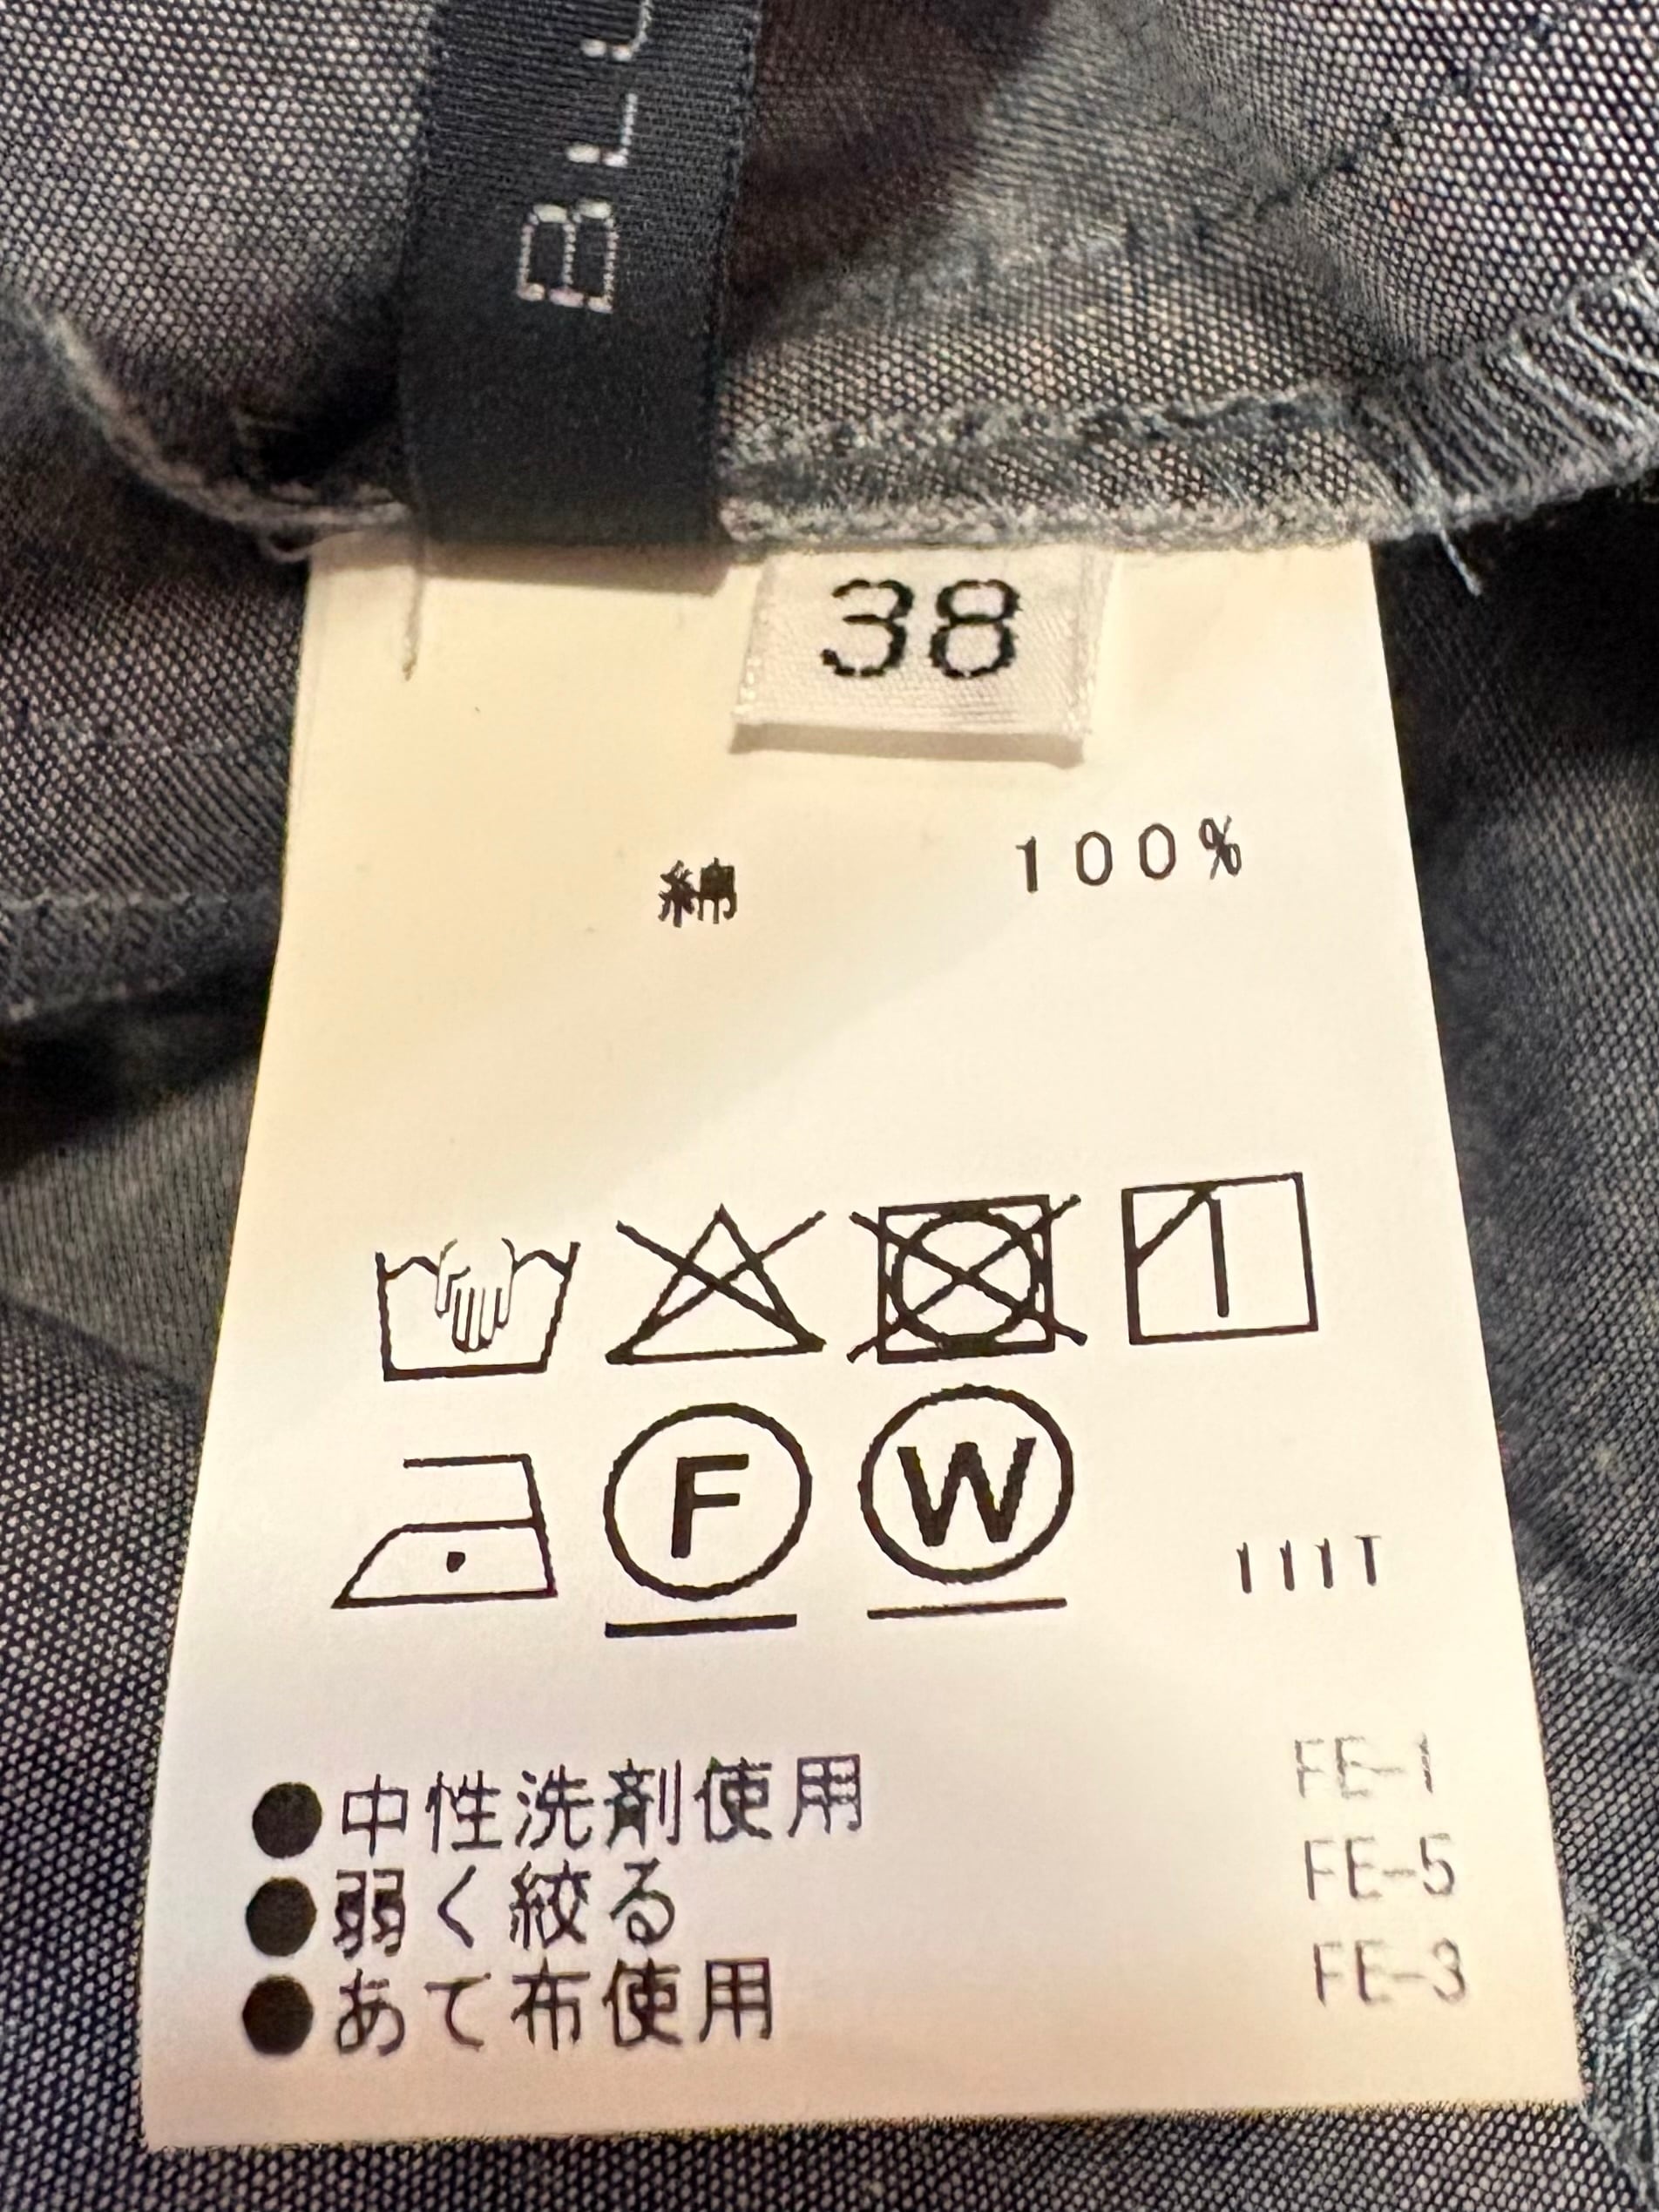 BLU
38
綿 100%
F W
111T
●中性洗剤使用 FE-1
●弱く絞る FE-5
●あて布使用 FE-3